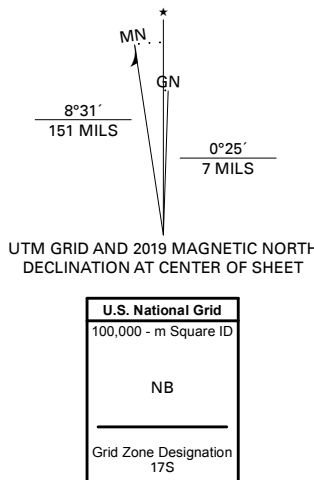 ★
MN
GN
8°31´
151 MILS
0°25´
7 MILS
UTM GRID AND 2019 MAGNETIC NORTH
DECLINATION AT CENTER OF SHEET
U.S. National Grid
100,000 - m Square ID
NB
Grid Zone Designation
17S